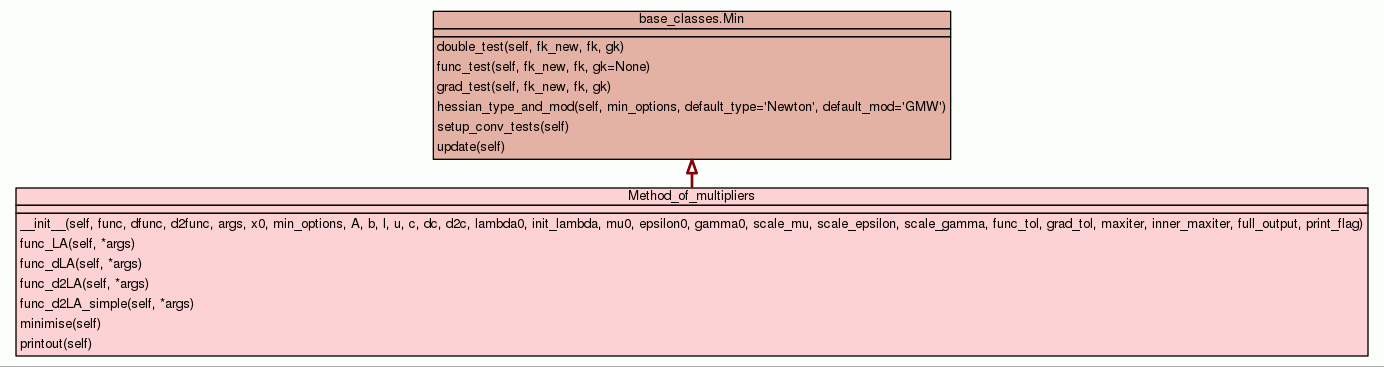 base_classes.Min
double_test(self, fk_new, fk, gk)
func_test(self, fk_new, fk, gk=None)
grad_test(self, fk_new, fk, gk)
hessian_type_and_mod(self, min_options, default_type='Newton', default_mod='GMW')
setup_conv_tests(self)
update(self)
Method_of_multipliers
__init__(self, func, dfunc, d2func, args, x0, min_options, A, b, l, u, c, dc, d2c, lambda0, init_lambda, mu0, epsilon0, gamma0, scale_mu, scale_epsilon, scale_gamma, func_tol, grad_tol, maxiter, inner_maxiter, full_output, print_flag)
func_LA(self, *args)
func_dLA(self, *args)
func_d2LA(self, *args)
func_d2LA_simple(self, *args)
minimise(self)
printout(self)